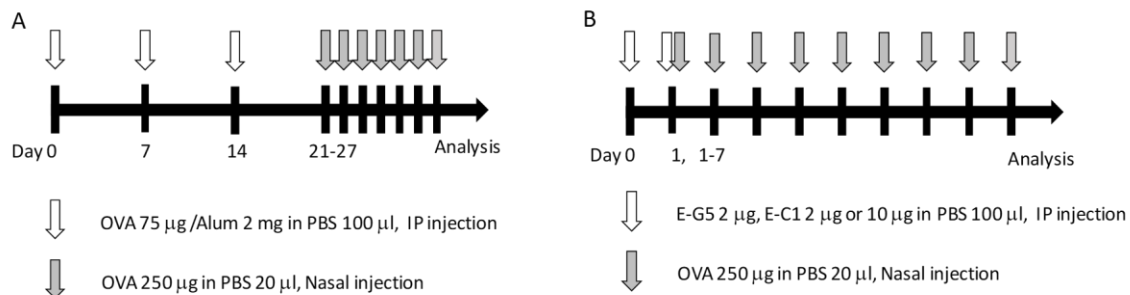 A
Day 0
7
14
21-27
Analysis
OVA 75 μg /Alum 2 mg in PBS 100 μl, IP injection
OVA 250 μg in PBS 20 μl, Nasal injection
B
Day 0
1, 1-7
Analysis
E-G5 2 μg, E-C1 2 μg or 10 μg in PBS 100 μl, IP injection
OVA 250 μg in PBS 20 μl, Nasal injection